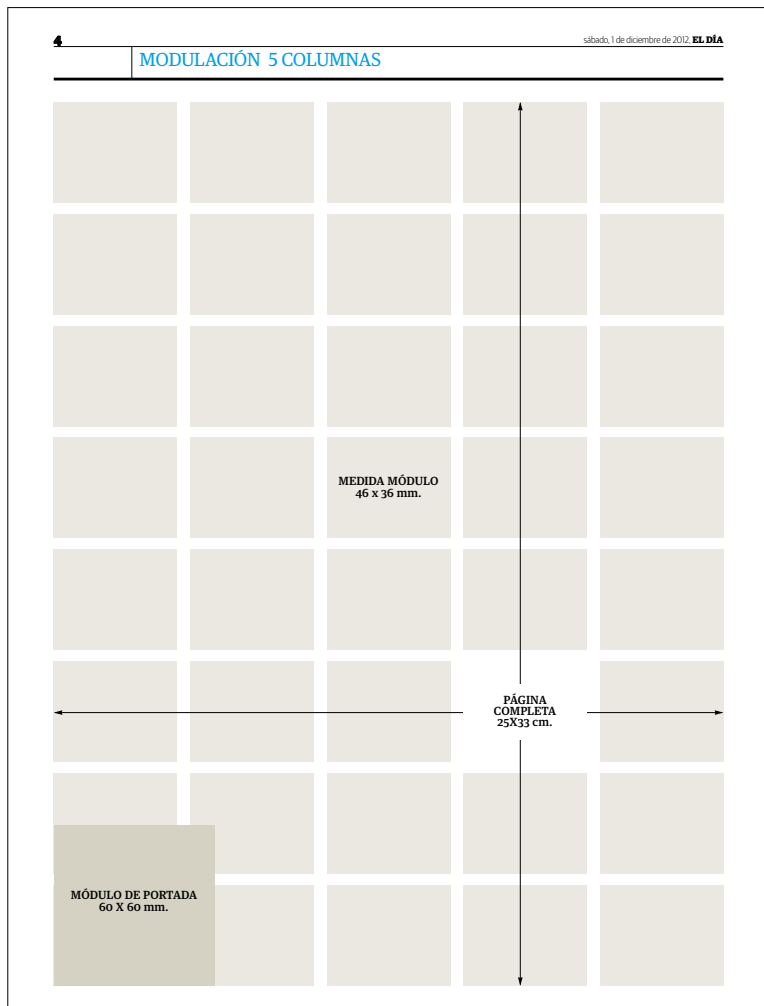 4
sábado, 1 de diciembre de 2012, EL DÍA
MODULACIÓN 5 COLUMNAS
MEDIDA MÓDULO
46 x 36 mm.
PÁGINA
COMPLETA
25X33 cm.
MÓDULO DE PORTADA
60 X 60 mm.